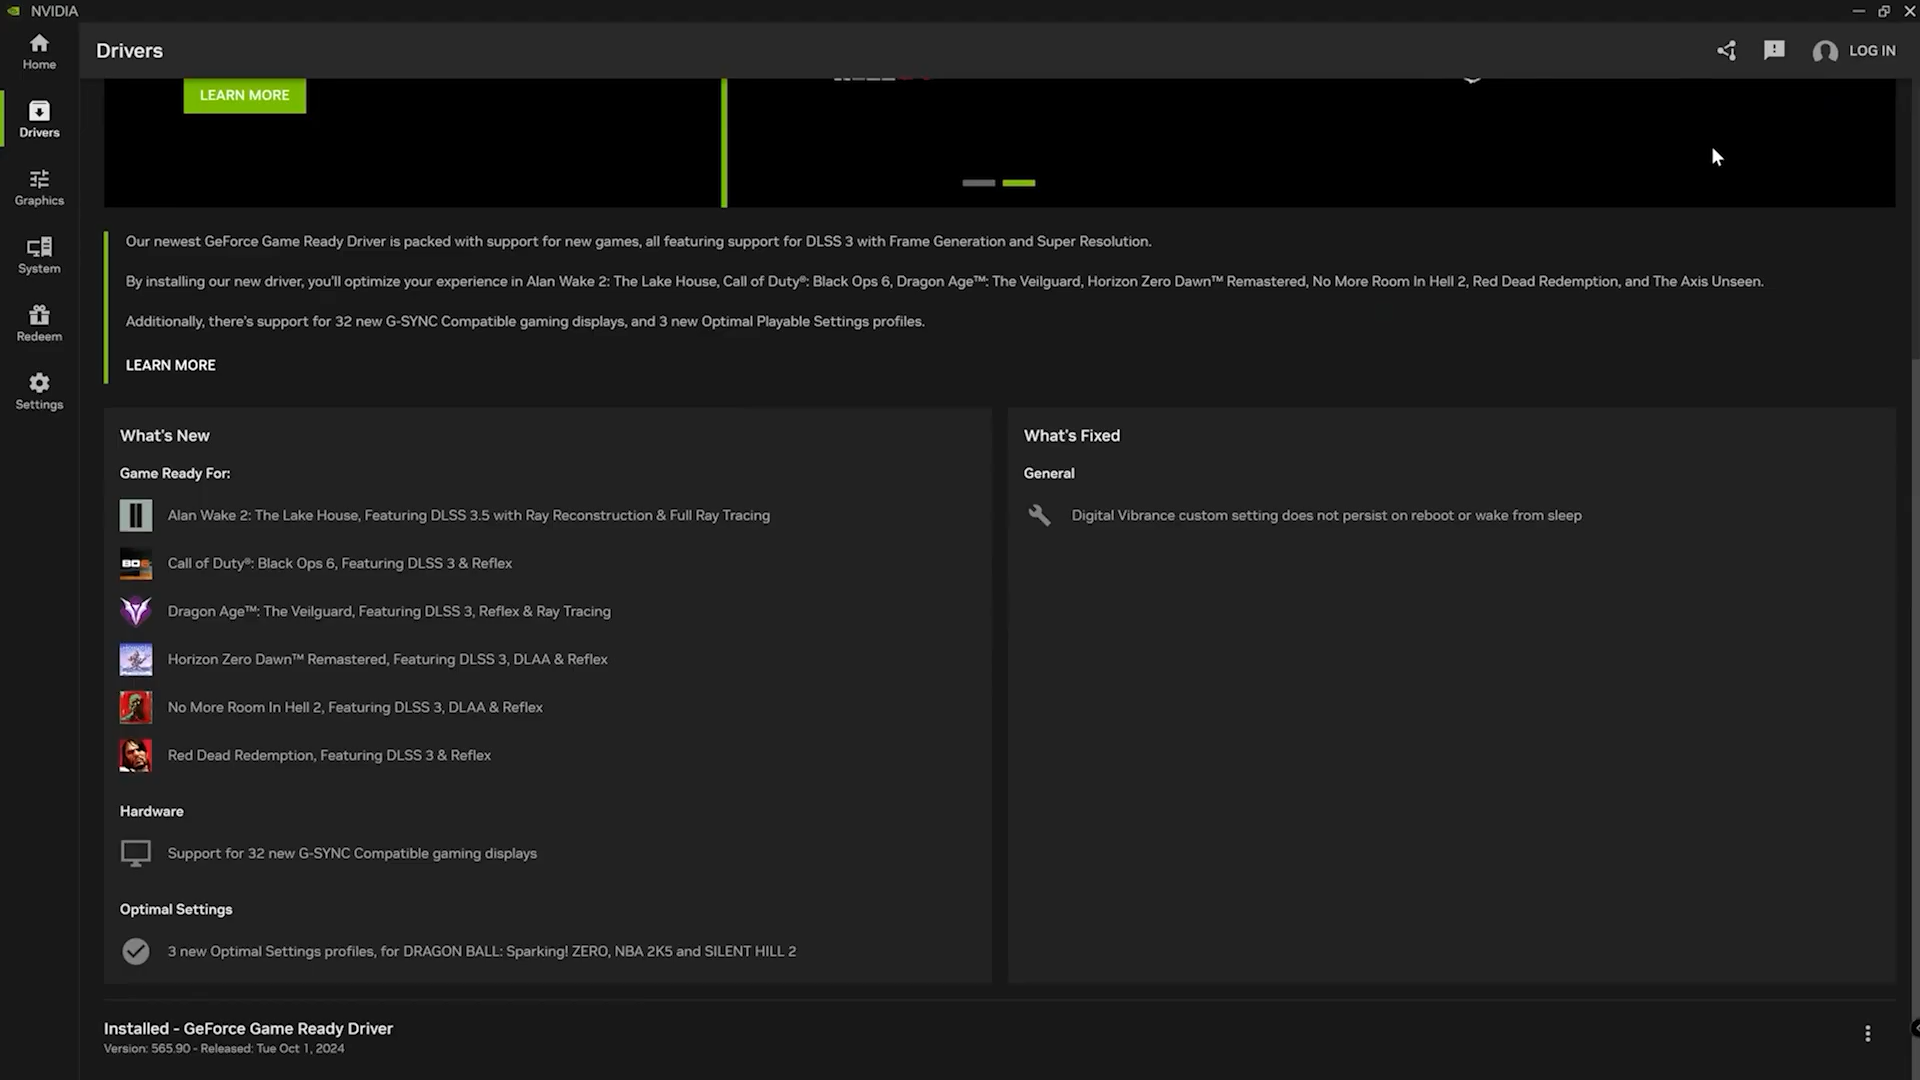 NVIDIA
Home
Drivers
Graphics
System
Redeem
Settings
Drivers
LOG IN
LEARN MORE
Our newest GeForce Game Ready Driver is packed with support for new games, all featuring support for DLSS 3 with Frame Generation and Super Resolution.
By installing our new driver, you'll optimize your experience in Alan Wake 2: The Lake House, Call of Duty®: Black Ops 6, Dragon Age™: The Veilguard, Horizon Zero Dawn™ Remastered, No More Room In Hell 2, Red Dead Redemption, and The Axis Unseen.
Additionally, there's support for 32 new G-SYNC Compatible gaming displays, and 3 new Optimal Playable Settings profiles.
LEARN MORE
What's New
Game Ready For:
Alan Wake 2: The Lake House, Featuring DLSS 3.5 with Ray Reconstruction & Full Ray Tracing
BO6
Call of Duty®: Black Ops 6, Featuring DLSS 3 & Reflex
Dragon Age™: The Veilguard, Featuring DLSS 3, Reflex & Ray Tracing
Horizon Zero Dawn™ Remastered, Featuring DLSS 3, DLAA & Reflex
No More Room In Hell 2, Featuring DLSS 3, DLAA & Reflex
Red Dead Redemption, Featuring DLSS 3 & Reflex
Hardware
Support for 32 new G-SYNC Compatible gaming displays
Optimal Settings
3 new Optimal Settings profiles, for DRAGON BALL: Sparking! ZERO, NBA 2K5 and SILENT HILL 2
What's Fixed
General
Digital Vibrance custom setting does not persist on reboot or wake from sleep
Installed - GeForce Game Ready Driver
Version: 565.90 - Released: Tue Oct 1, 2024